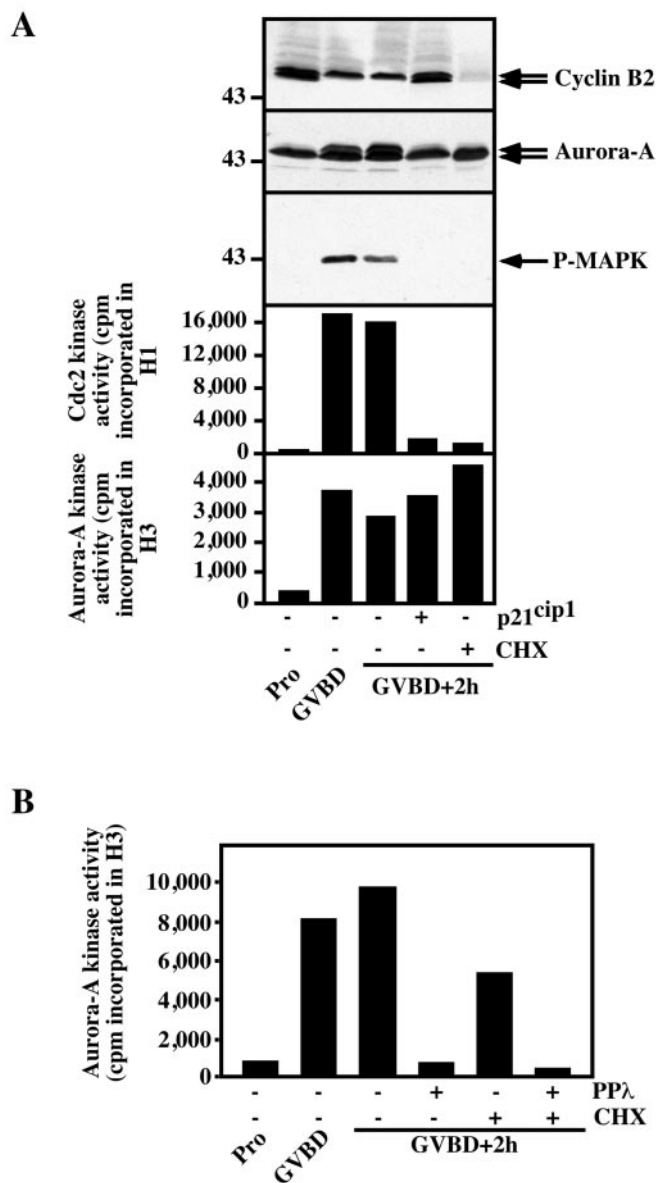 A
43
Cyclin B2
43
Aurora-A
43
P-MAPK
Cdc2 kinase
activity (cpm
incorporated in
H1
16,000
12,000
8,000
4,000
0
Aurora-A kinase
activity (cpm
incorporated in
H3
4,000
3,000
2,000
1,000
0
- - - + - p21cip1
- - - - + CHX
Pro
GVBD
GVBD+2h
B
Aurora-A kinase activity
(cpm incorporated in H3)
10,000
8,000
6,000
4,000
2,000
0
- - - + - + PPλ
- - - - + + CHX
Pro
GVBD
GVBD+2h